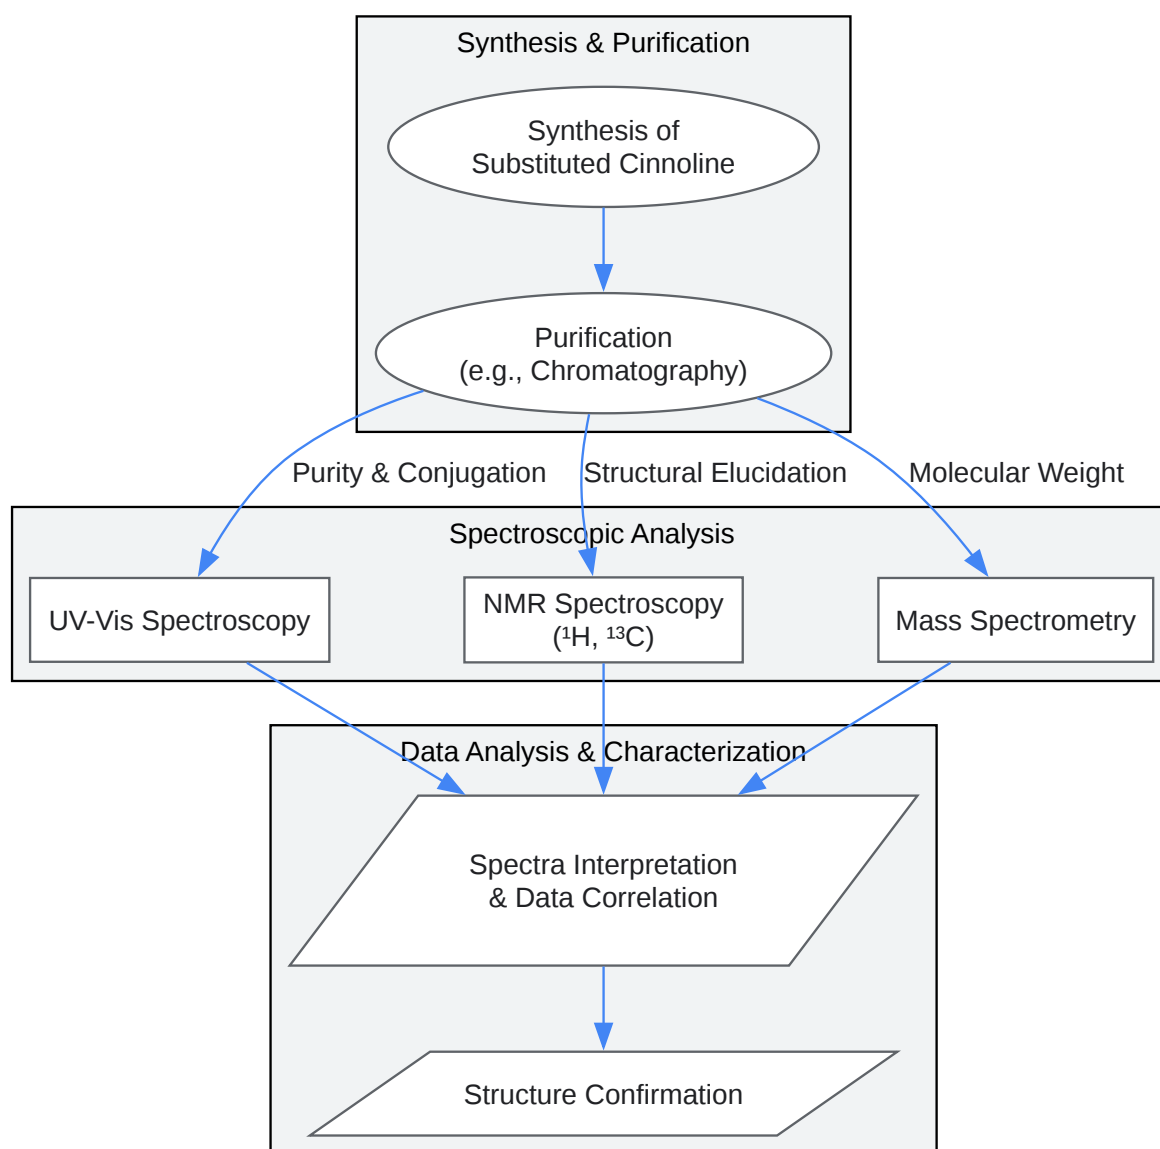 Synthesis & Purification
Synthesis of
Substituted Cinnoline
Purification
(e.g., Chromatography)
Purity & Conjugation
Structural Elucidation
Molecular Weight
Spectroscopic Analysis
UV-Vis Spectroscopy
NMR Spectroscopy
(¹H, ¹³C)
Mass Spectrometry
Data Analysis & Characterization
Spectra Interpretation
& Data Correlation
Structure Confirmation